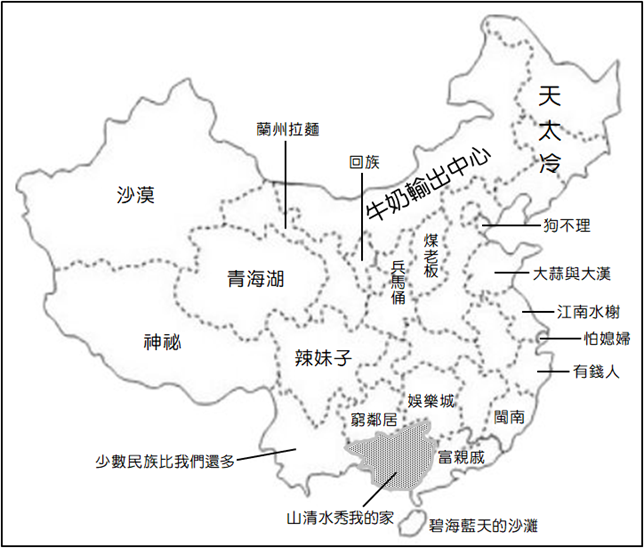 天太冷
蘭州拉麵
回族
牛奶輸出中心
沙漠
狗不理
煤老板
兵馬俑
青海湖
大蒜與大漢
江南水榭
神祕
怕媳婦
辣妹子
有錢人
娛樂城
窮鄰居
閩南
富親戚
少數民族比我們還多
山清水秀我的家
碧海藍天的沙灘